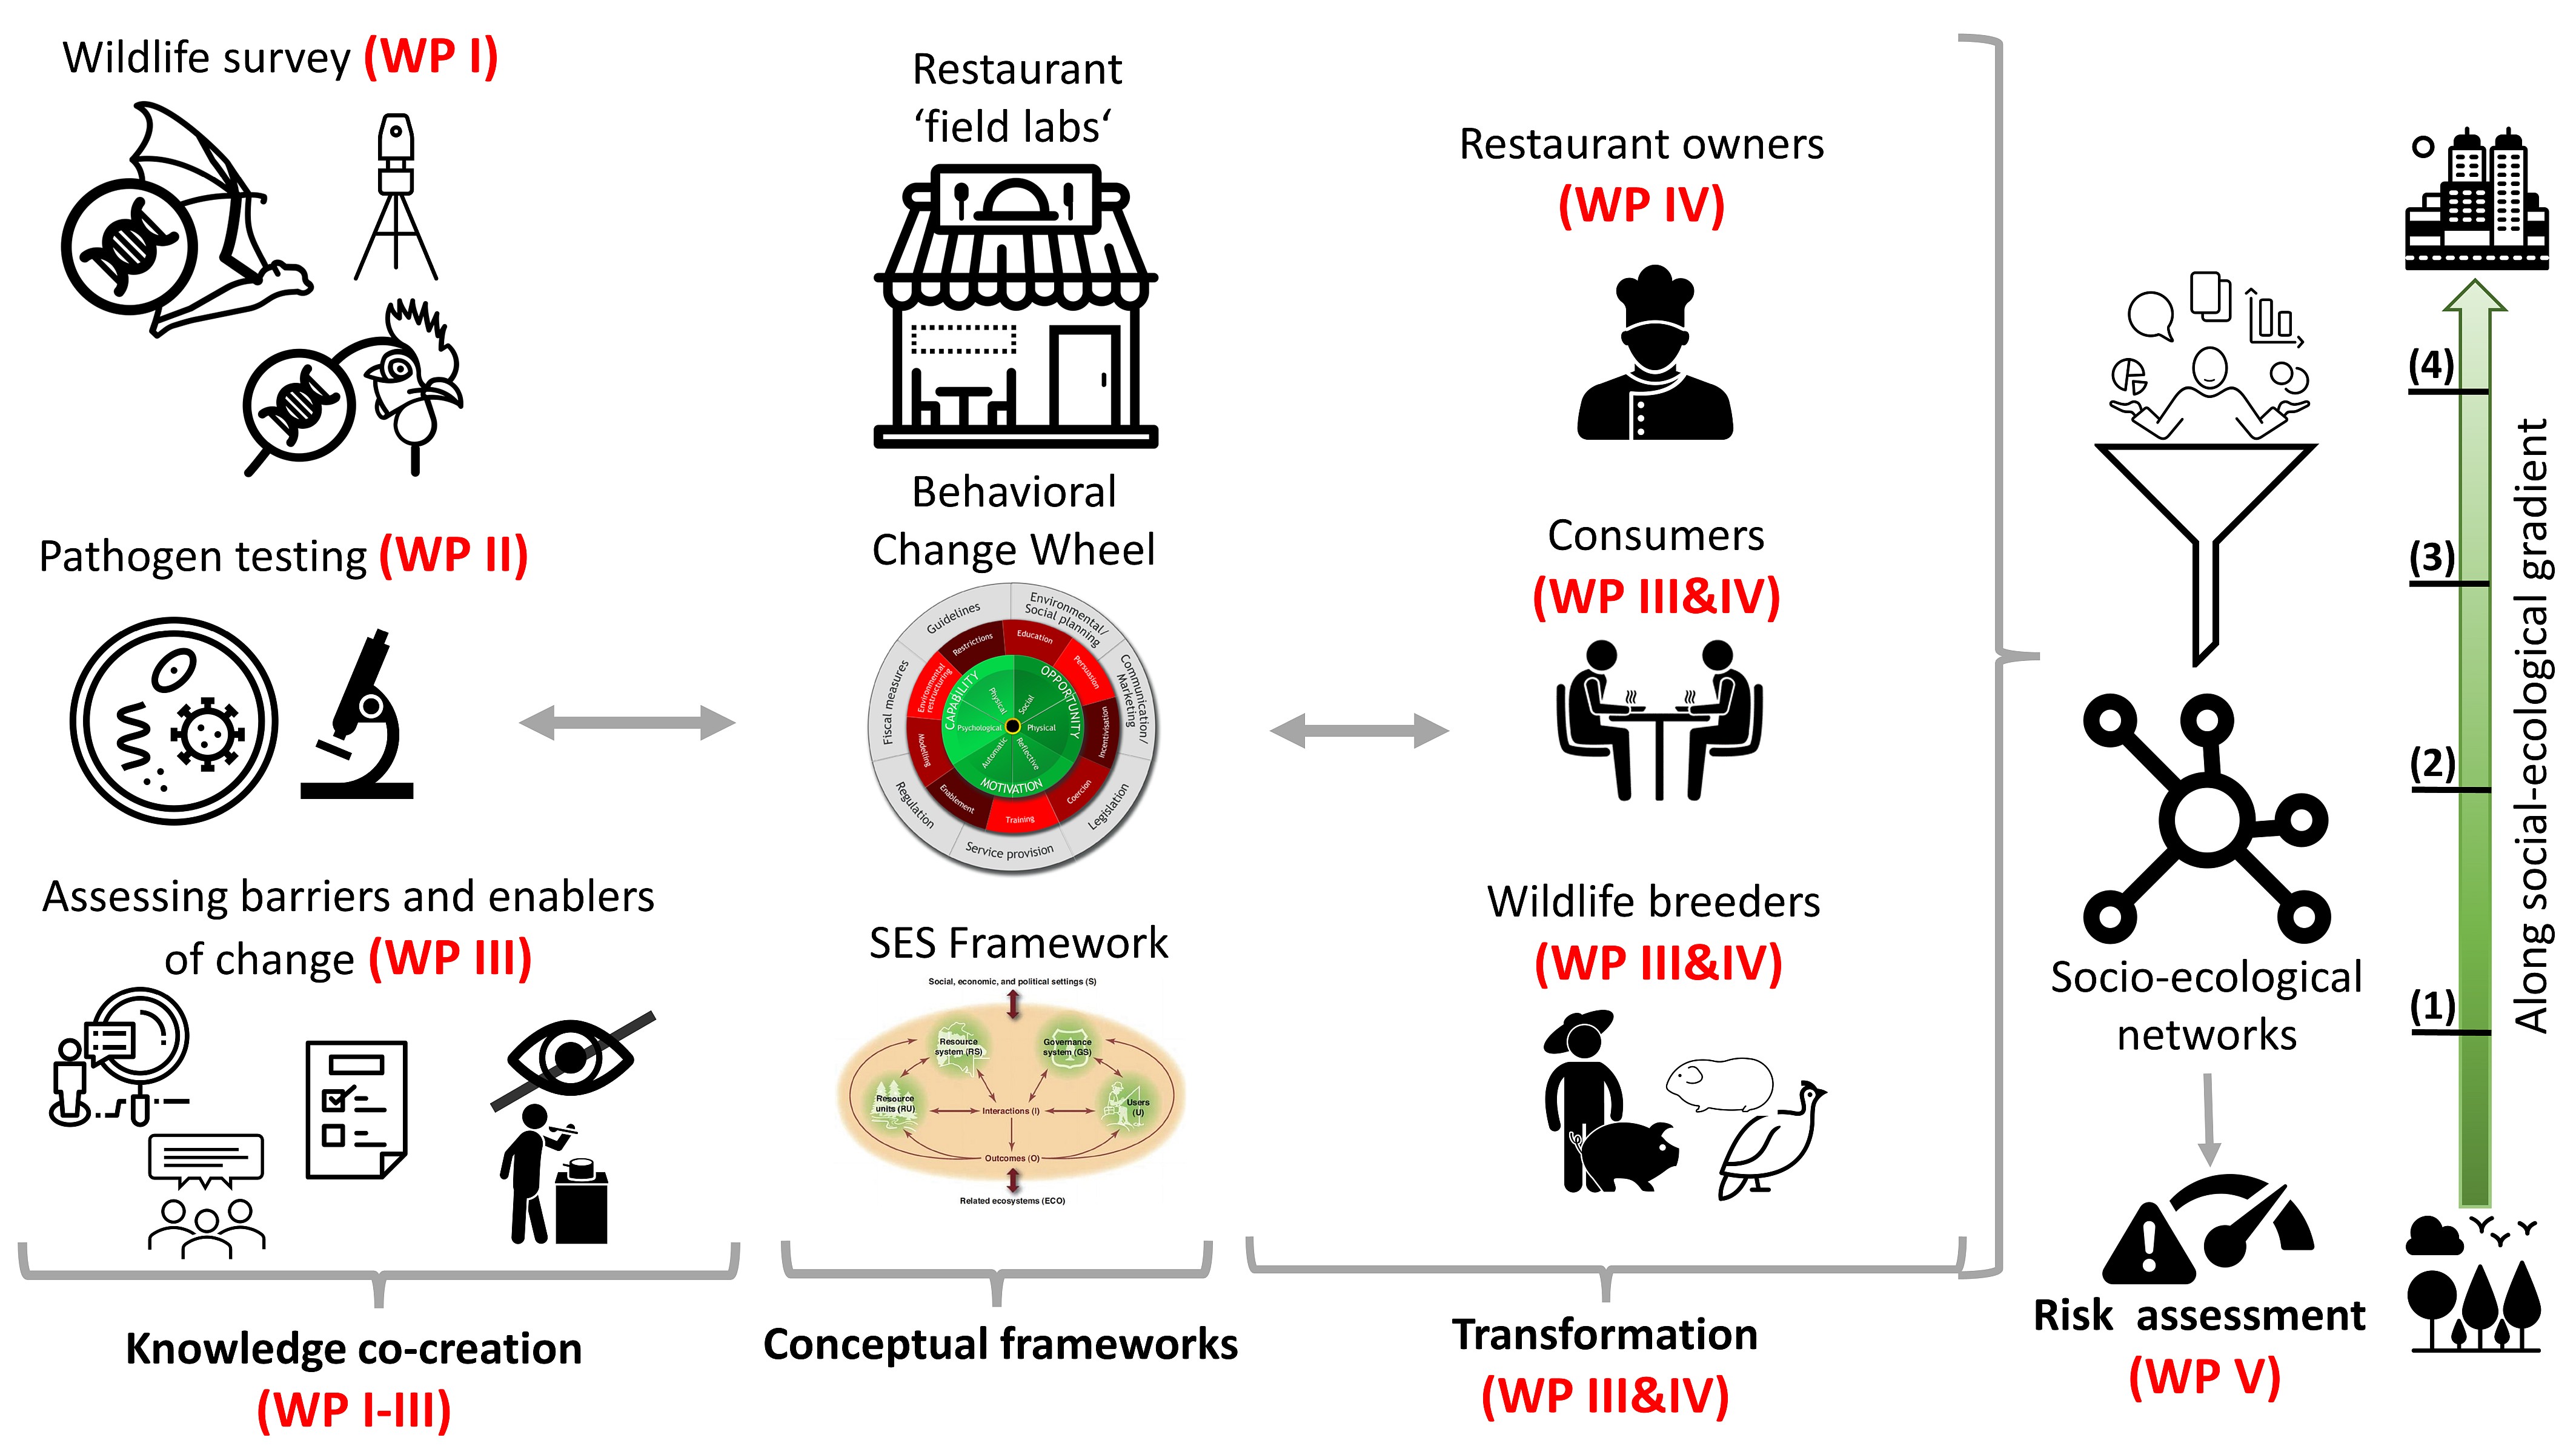 Wildlife survey (WP I)
Pathogen testing (WP II)
Assessing barriers and enablers
of change (WP III)
Knowledge co-creation
(WP I-III)
Restaurant
‘field labs‘
Behavioral
Change Wheel
Guidelines
Environmental/
Social planning
Communication/
Marketing
Legislation
Service provision
Regulation
Fiscal measures
Restrictions
Education
Persuasion
Incentivisation
Coercion
Training
Enablement
Modelling
Environmental
restructuring
CAPABILITY
OPPORTUNITY
MOTIVATION
Physical
Social
Psychological
Physical
Automatic
Reflective
SES Framework
Social, economic, and political settings (S)
Resource
system (RS)
Governance
system (GS)
Resource
units (RU)
Interactions (I)
Users
(U)
Outcomes (O)
Related ecosystems (ECO)
Conceptual frameworks
Restaurant owners
(WP IV)
Consumers
(WP III&IV)
Wildlife breeders
(WP III&IV)
Transformation
(WP III&IV)
Socio-ecological
networks
Risk assessment
(WP V)
(4)
(3)
(2)
(1)
Along social-ecological gradient